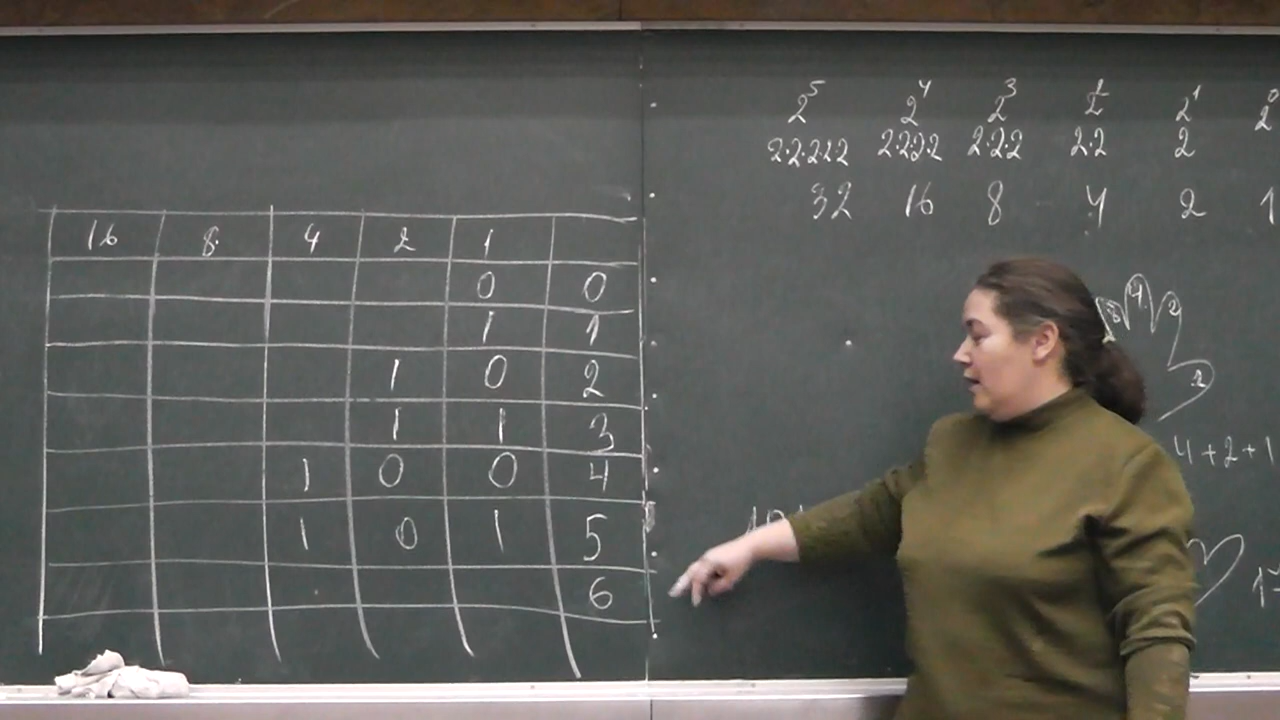 16 8 4 2 1
0 0
1 1
1 0 2
1 1 3
1 0 0 4
1 0 1 5
6
2⁵ 2⁴ 2³ 2² 2¹ 2⁰
2·2·2·2·2 2·2·2·2 2·2·2 2·2 2
32 16 8 4 2 1
8 4 2
2
4+2+1